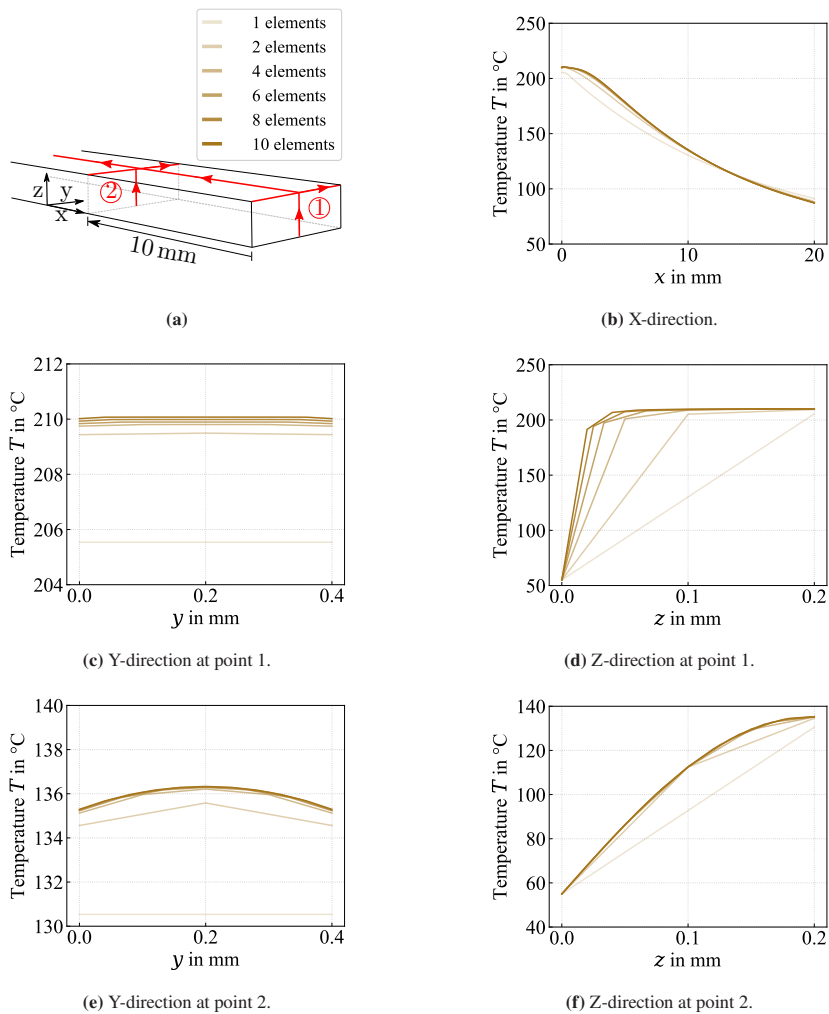 1 elements
2 elements
4 elements
6 elements
8 elements
10 elements
z
y
x
②
①
10 mm
(a)
Temperature T in °C
250
200
150
100
50
0
10
20
x in mm
(b) X-direction.
Temperature T in °C
212
210
208
206
204
0.0
0.2
0.4
y in mm
(c) Y-direction at point 1.
Temperature T in °C
250
200
150
100
50
0.0
0.1
0.2
z in mm
(d) Z-direction at point 1.
Temperature T in °C
140
138
136
134
132
130
0.0
0.2
0.4
y in mm
(e) Y-direction at point 2.
Temperature T in °C
140
120
100
80
60
40
0.0
0.1
0.2
z in mm
(f) Z-direction at point 2.